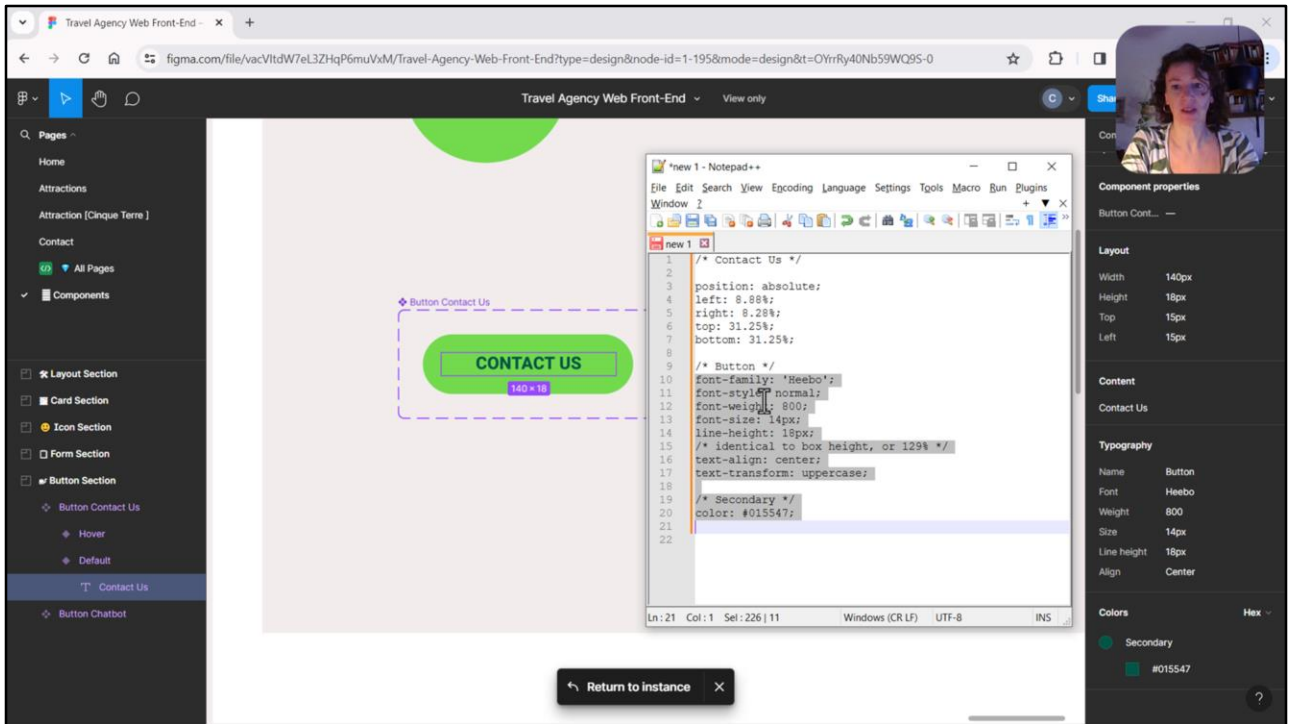 Travel Agency Web Front-End –
figma.com/file/vacVItdW7eL3ZHqP6muVxM/Travel-Agency-Web-Front-End?type=design&node-id=1-195&mode=design&t=OYrrRy40Nb59WQ9S-0
Travel Agency Web Front-End
View only
C
Pages
Home
Attractions
Attraction [Cinque Terre ]
Contact
All Pages
Components
Layout Section
Card Section
Icon Section
Form Section
Button Section
Button Contact Us
Hover
Default
Contact Us
Button Chatbot
Button Contact Us
CONTACT US
140 × 18
Return to instance
*new 1 - Notepad++
File Edit Search View Encoding Language Settings Tools Macro Run Plugins
Window ?
new 1
1 /* Contact Us */
2
3 position: absolute;
4 left: 8.88%;
5 right: 8.28%;
6 top: 31.25%;
7 bottom: 31.25%;
8
9 /* Button */
10 font-family: 'Heebo';
11 font-style: normal;
12 font-weight: 800;
13 font-size: 14px;
14 line-height: 18px;
15 /* identical to box height, or 129% */
16 text-align: center;
17 text-transform: uppercase;
18
19 /* Secondary */
20 color: #015547;
21
22
Ln : 21 Col : 1 Sel : 226 | 11 Windows (CR LF) UTF-8 INS
Component properties
Button Cont... —
Layout
Width 140px
Height 18px
Top 15px
Left 15px
Content
Contact Us
Typography
Name Button
Font Heebo
Weight 800
Size 14px
Line height 18px
Align Center
Colors Hex
Secondary
#015547
?